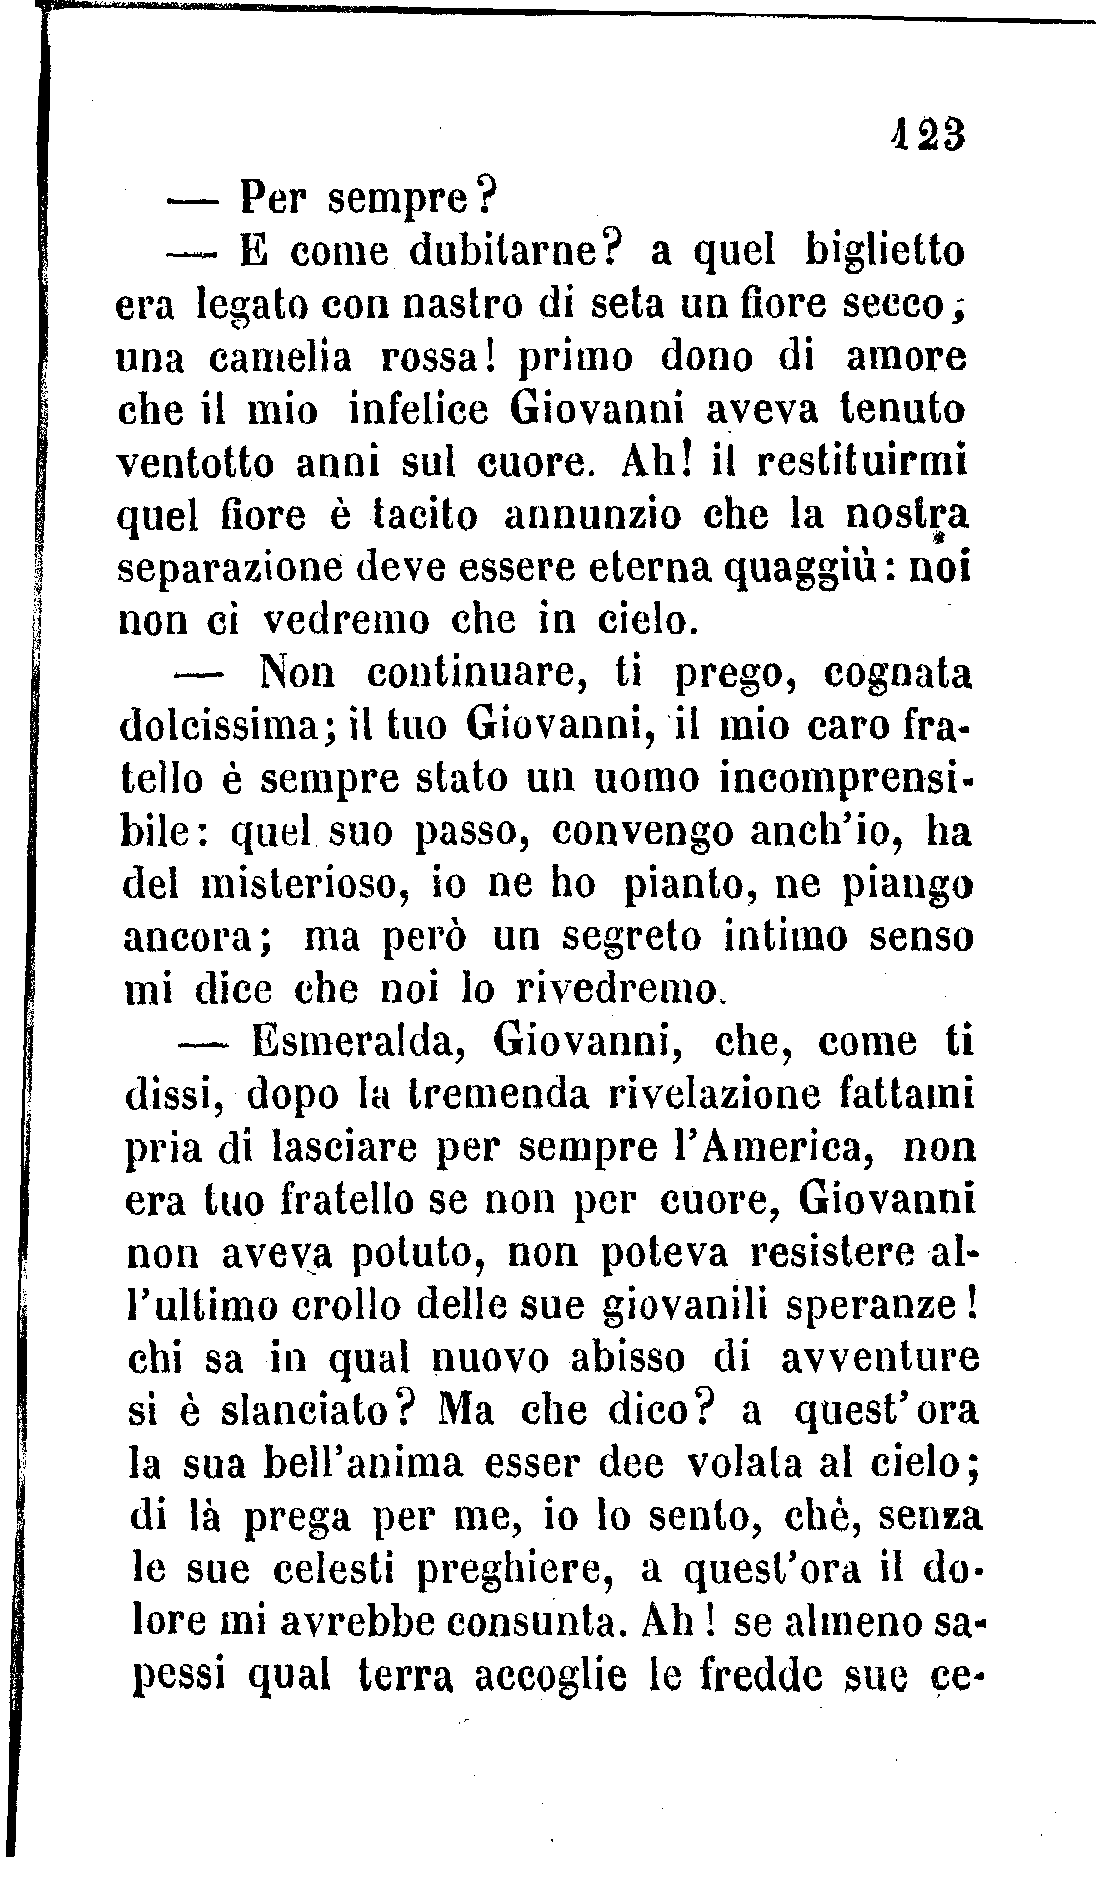 123
— Per sempre?
— E come dubitarne? a quel biglietto
era legato con nastro di seta un fiore secco;
una camelia rossa! primo dono di amore
che il mio infelice Giovanni aveva tenuto
ventotto anni sul cuore. Ah! il restituirmi
quel fiore è tacito annunzio che la nostra
separazione deve essere eterna quaggiù: noi
non ci vedremo che in cielo.
— Non continuare, ti prego, cognata
dolcissima; il tuo Giovanni, il mio caro fra-
tello è sempre stato un uomo incomprensi-
bile: quel suo passo, convengo anch'io, ha
del misterioso, io ne ho pianto, ne piango
ancora; ma però un segreto intimo senso
mi dice che noi lo rivedremo.
— Esmeralda, Giovanni, che, come ti
dissi, dopo la tremenda rivelazione fattami
pria di lasciare per sempre l'America, non
era tuo fratello se non per cuore, Giovanni
non aveva potuto, non poteva resistere al-
l'ultimo crollo delle sue giovanili speranze!
chi sa in qual nuovo abisso di avventure
si è slanciato? Ma che dico? a quest'ora
la sua bell'anima esser dee volata al cielo;
di là prega per me, io lo sento, chè, senza
le sue celesti preghiere, a quest'ora il do-
lore mi avrebbe consunta. Ah! se almeno sa-
pessi qual terra accoglie le fredde sue ce-